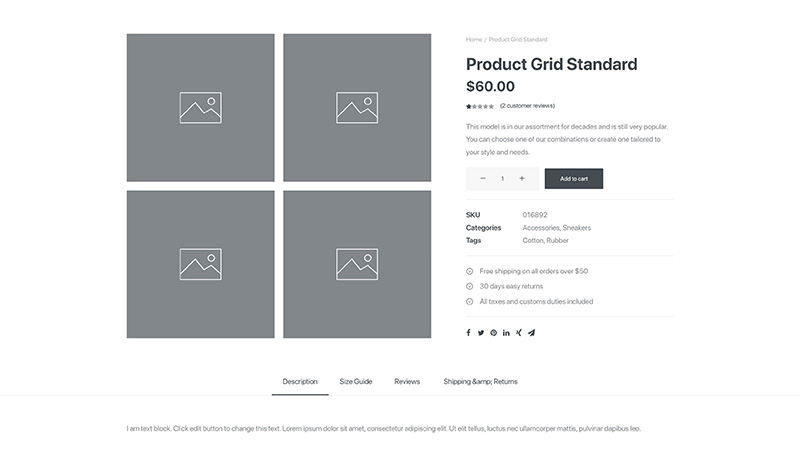 Home / Product Grid Standard
Product Grid Standard
$60.00
(2 customer reviews)
This model is in our assortment for decades and is still very popular.
You can choose one of our combinations or create one tailored to
your style and needs.
− 1 + Add to cart
SKU 016892
Categories Accessories, Sneakers
Tags Cotton, Rubber
Free shipping on all orders over $50
30 days easy returns
All taxes and customs duties included
Description Size Guide Reviews Shipping &amp; Returns
I am text block. Click edit button to change this text. Lorem ipsum dolor sit amet, consectetur adipiscing elit. Ut elit tellus, luctus nec ullamcorper mattis, pulvinar dapibus leo.